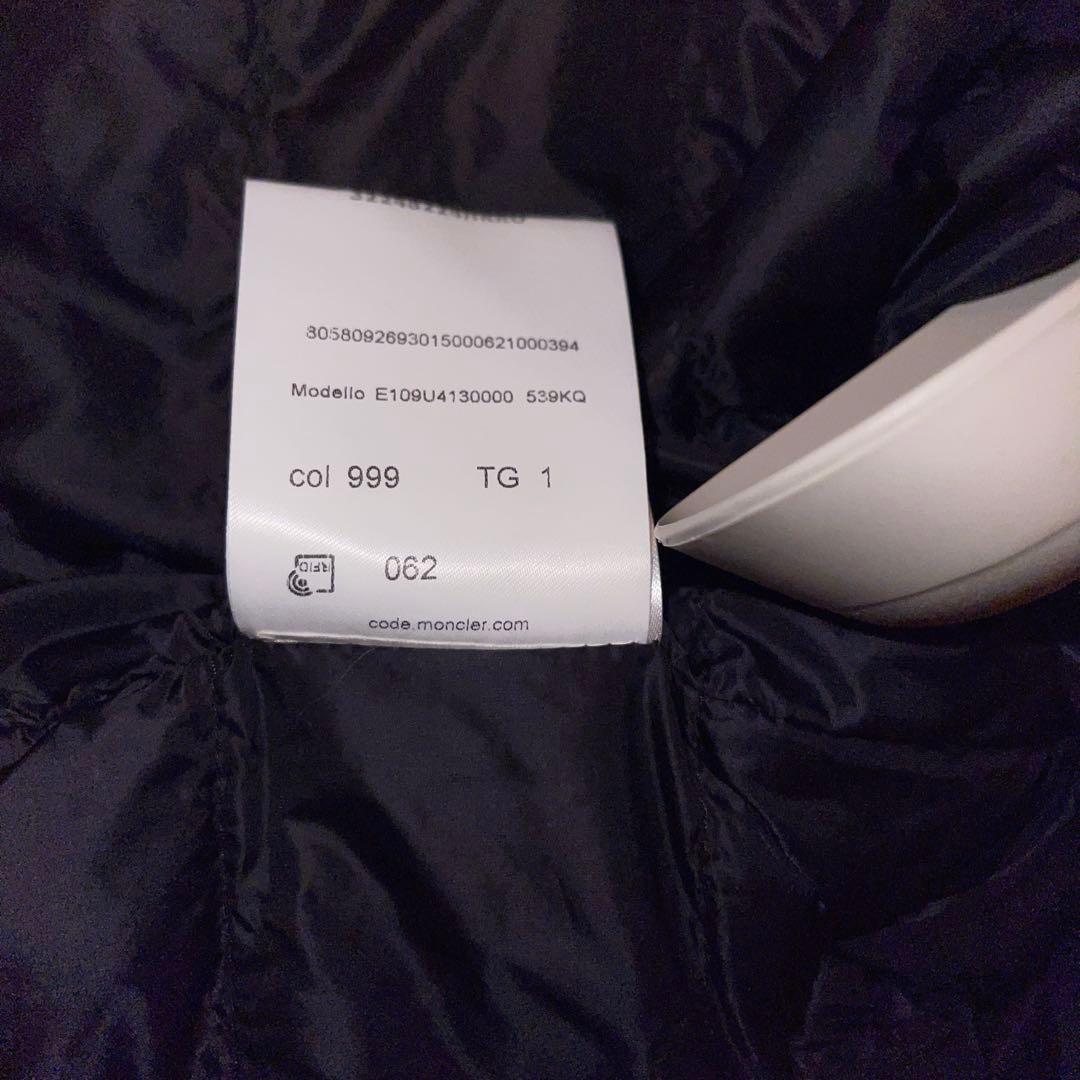 8058092693015000621000394
Modello E109U4130000 539KQ
col 999 TG 1
RFID 062
code.moncler.com